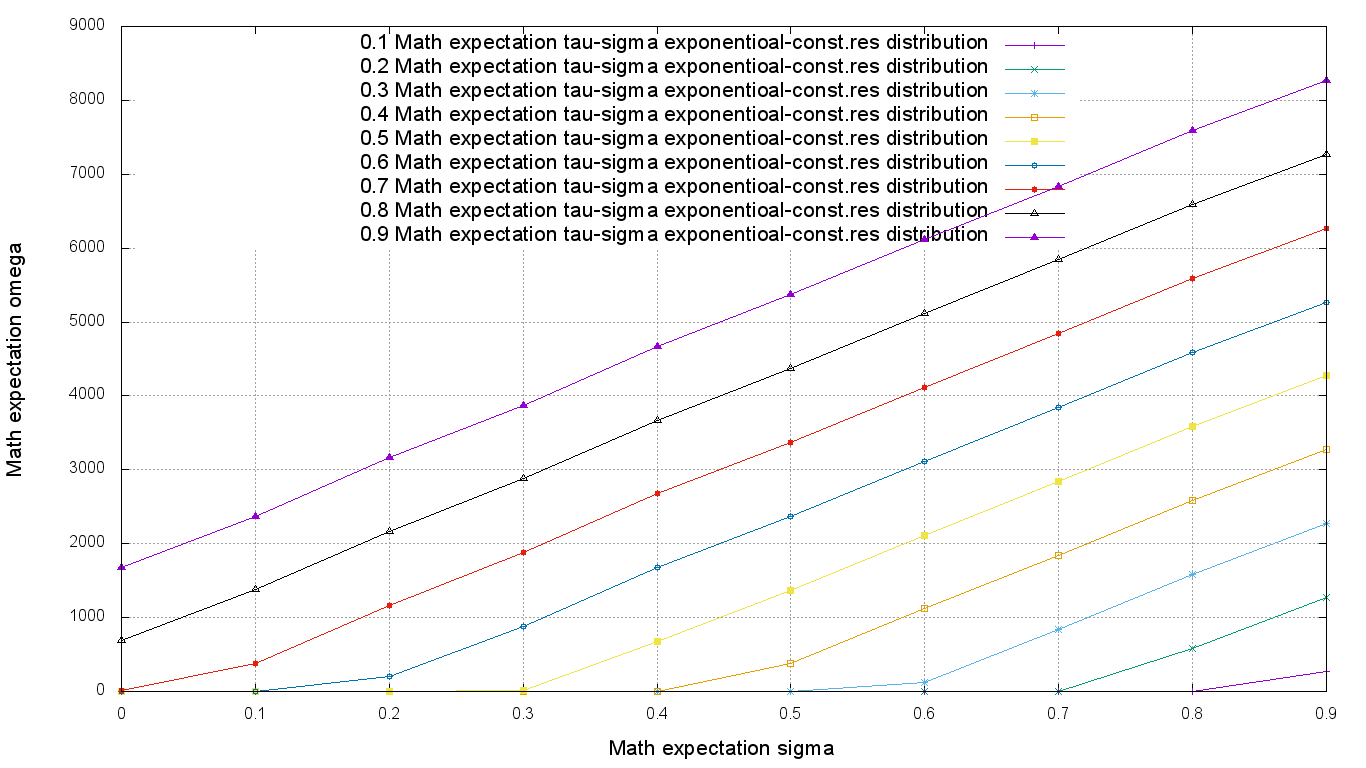 9000
8000
7000
6000
5000
4000
3000
2000
1000
0
Math expectation omega
0.1 Math expectation tau-sigma exponentioal-const.res distribution
0.2 Math expectation tau-sigma exponentioal-const.res distribution
0.3 Math expectation tau-sigma exponentioal-const.res distribution
0.4 Math expectation tau-sigma exponentioal-const.res distribution
0.5 Math expectation tau-sigma exponentioal-const.res distribution
0.6 Math expectation tau-sigma exponentioal-const.res distribution
0.7 Math expectation tau-sigma exponentioal-const.res distribution
0.8 Math expectation tau-sigma exponentioal-const.res distribution
0.9 Math expectation tau-sigma exponentioal-const.res distribution
0 0.1 0.2 0.3 0.4 0.5 0.6 0.7 0.8 0.9
Math expectation sigma